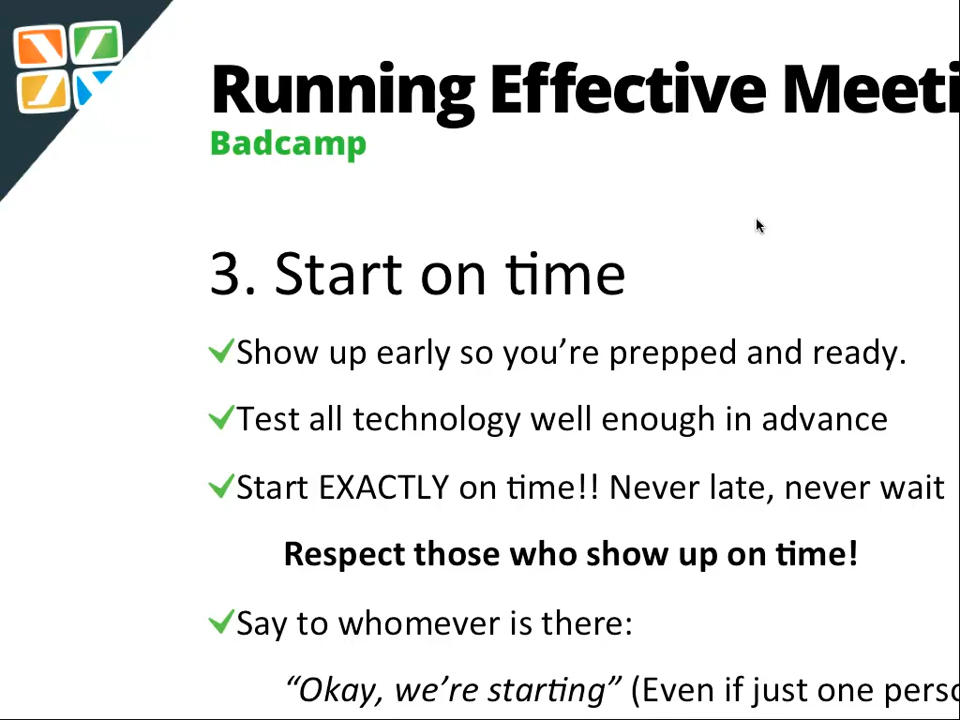 Running Effective Meeti
Badcamp
3. Start on time
Show up early so you’re prepped and ready.
Test all technology well enough in advance
Start EXACTLY on time!! Never late, never wait
Respect those who show up on time!
Say to whomever is there:
“Okay, we’re starting” (Even if just one perso